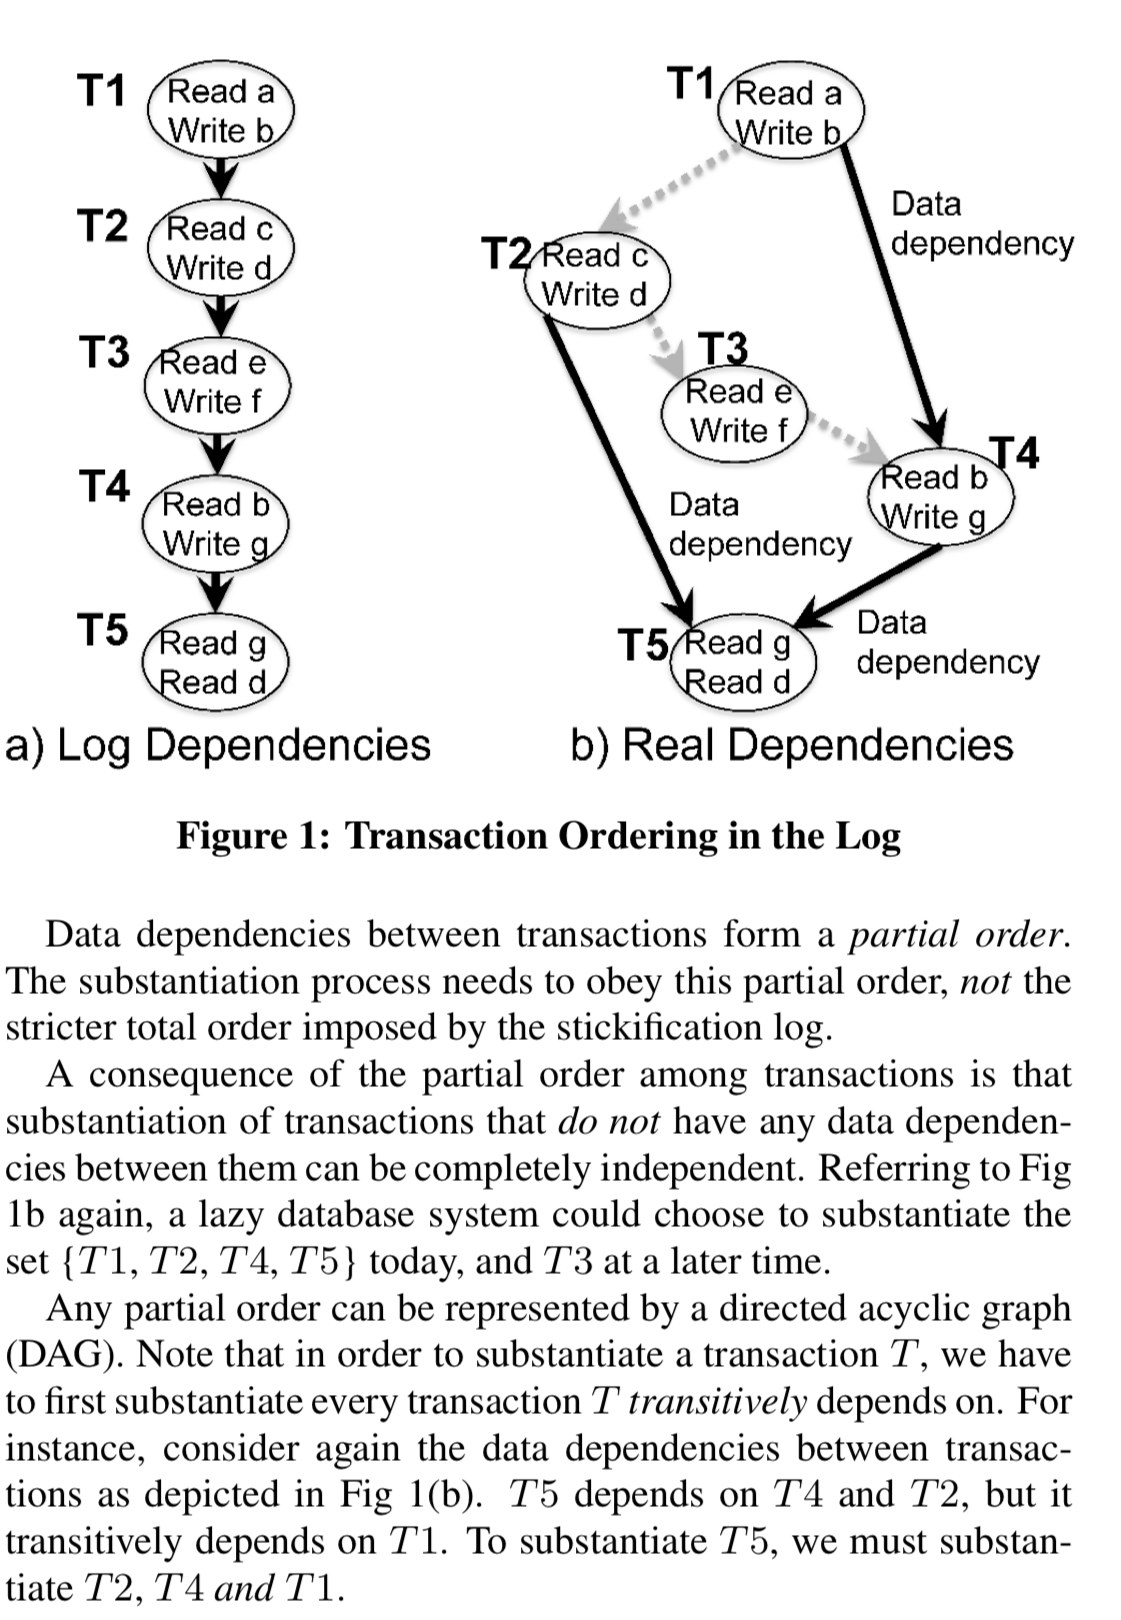 T1
Read a
Write b
T2
Read c
Write d
T3
Read e
Write f
T4
Read b
Write g
T5
Read g
Read d
a) Log Dependencies
T1
Read a
Write b
Data
dependency
T2
Read c
Write d
T3
Read e
Write f
T4
Read b
Write g
Data
dependency
T5
Read g
Read d
Data
dependency
b) Real Dependencies
Figure 1: Transaction Ordering in the Log
Data dependencies between transactions form a partial order.
The substantiation process needs to obey this partial order, not the
stricter total order imposed by the stickification log.
A consequence of the partial order among transactions is that
substantiation of transactions that do not have any data dependen-
cies between them can be completely independent. Referring to Fig
1b again, a lazy database system could choose to substantiate the
set {T1, T2, T4, T5} today, and T3 at a later time.
Any partial order can be represented by a directed acyclic graph
(DAG). Note that in order to substantiate a transaction T, we have
to first substantiate every transaction T transitively depends on. For
instance, consider again the data dependencies between transac-
tions as depicted in Fig 1(b). T5 depends on T4 and T2, but it
transitively depends on T1. To substantiate T5, we must substan-
tiate T2, T4 and T1.